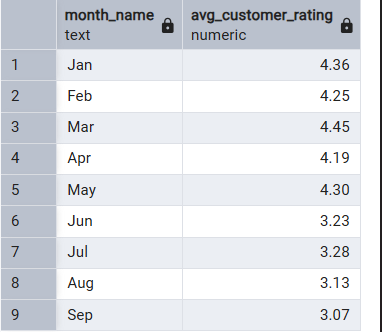 month_name avg_customer_rating
text numeric
1 Jan 4.36
2 Feb 4.25
3 Mar 4.45
4 Apr 4.19
5 May 4.30
6 Jun 3.23
7 Jul 3.28
8 Aug 3.13
9 Sep 3.07